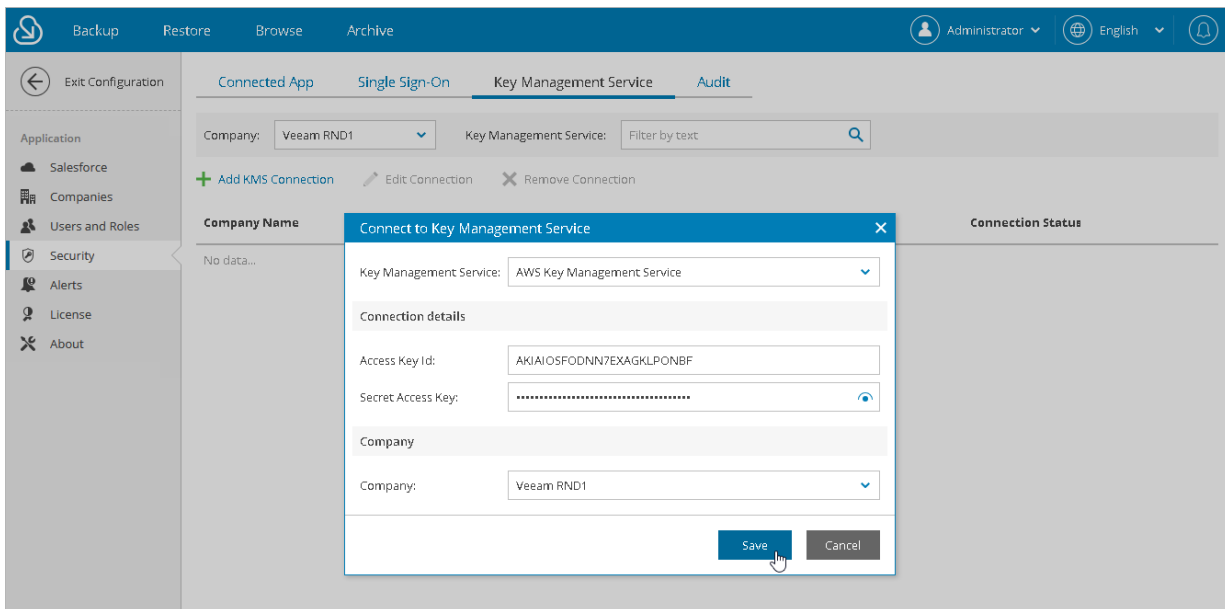 Backup Restore Browse Archive Administrator English
Exit Configuration Connected App Single Sign-On Key Management Service Audit
Application
Salesforce
Companies
Users and Roles
Security
Alerts
License
About
Company: Veeam RND1 Key Management Service: Filter by text
Add KMS Connection Edit Connection Remove Connection
Company Name Connection Status
No data...
Connect to Key Management Service
Key Management Service: AWS Key Management Service
Connection details
Access Key Id: AKIAIOSFODNN7EXAGKLPONBF
Secret Access Key: ••••••••••••••••••••••••••••••••••••••
Company
Company: Veeam RND1
Save Cancel